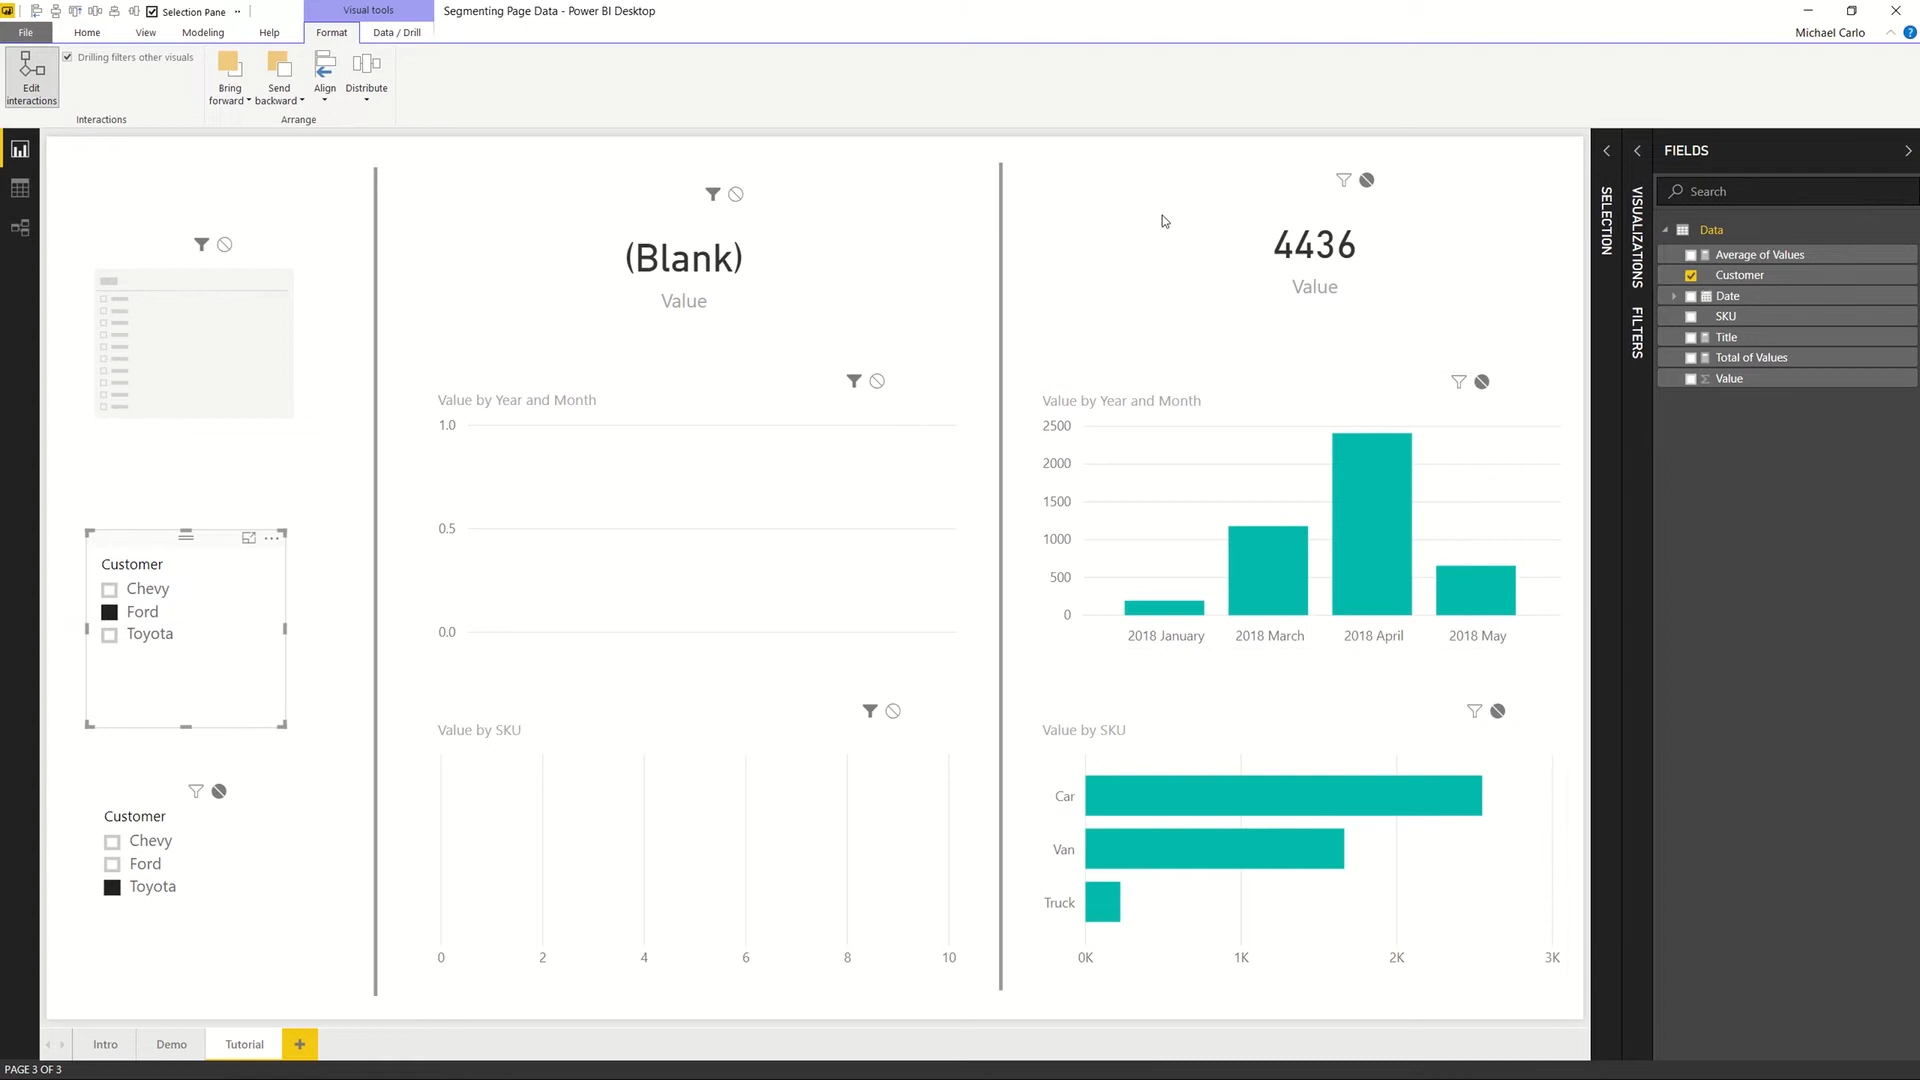 Selection Pane
Visual tools
Segmenting Page Data - Power BI Desktop
File
Home
View
Modeling
Help
Format
Data / Drill
Michael Carlo
?
Edit
interactions
Drilling filters other visuals
Bring
forward
Send
backward
Align
Distribute
Interactions
Arrange
FIELDS
Search
SELECTION
VISUALIZATIONS
FILTERS
Data
Average of Values
Customer
Date
SKU
Title
Total of Values
Σ Value
(Blank)
Value
4436
Value
Value by Year and Month
1.0
0.5
0.0
Value by Year and Month
2500
2000
1500
1000
500
0
2018 January
2018 March
2018 April
2018 May
Customer
Chevy
Ford
Toyota
Customer
Chevy
Ford
Toyota
Value by SKU
0
2
4
6
8
10
Value by SKU
Car
Van
Truck
0K
1K
2K
3K
Intro
Demo
Tutorial
+
PAGE 3 OF 3